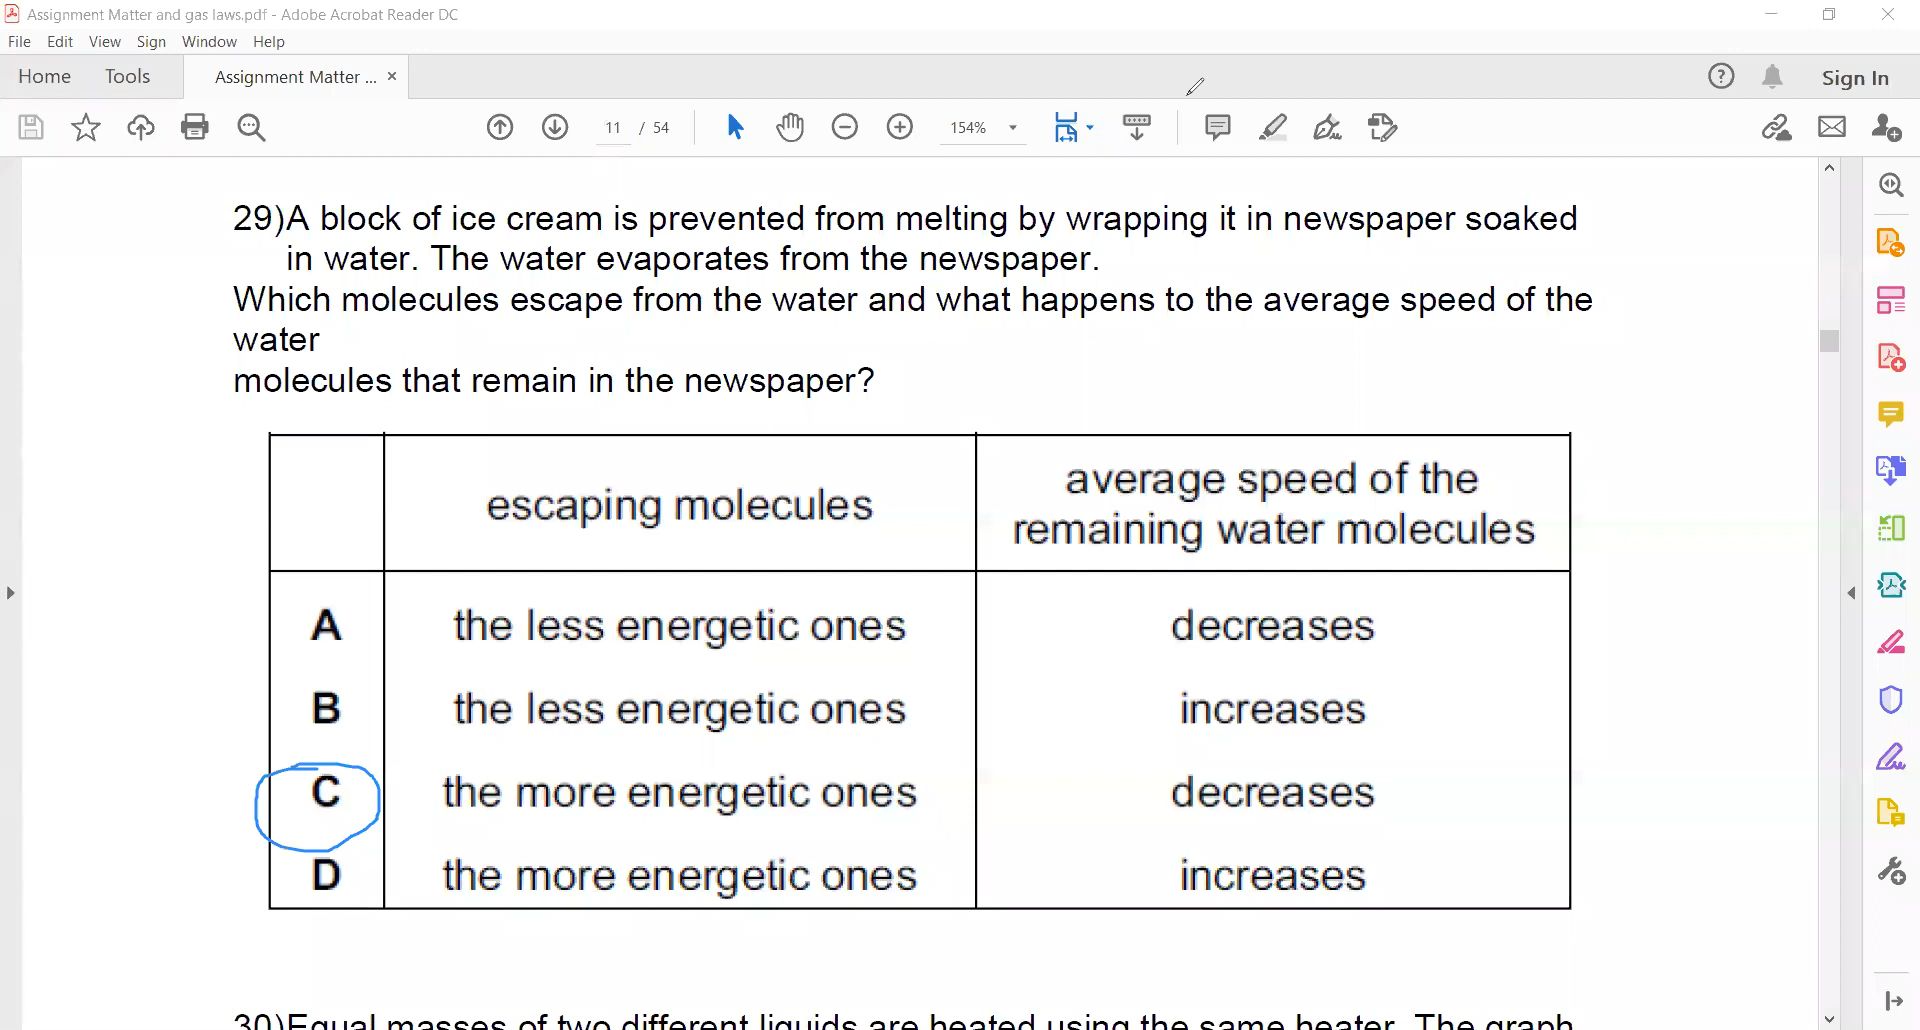 Assignment Matter and gas laws.pdf - Adobe Acrobat Reader DC
File Edit View Sign Window Help
Home Tools Assignment Matter ... × Sign In
11 / 54 154%
29)A block of ice cream is prevented from melting by wrapping it in newspaper soaked
in water. The water evaporates from the newspaper.
Which molecules escape from the water and what happens to the average speed of the
water
molecules that remain in the newspaper?
escaping molecules average speed of the
remaining water molecules
A the less energetic ones decreases
B the less energetic ones increases
C the more energetic ones decreases
D the more energetic ones increases
30)Equal masses of two different liquids are heated using the same heater. The graph